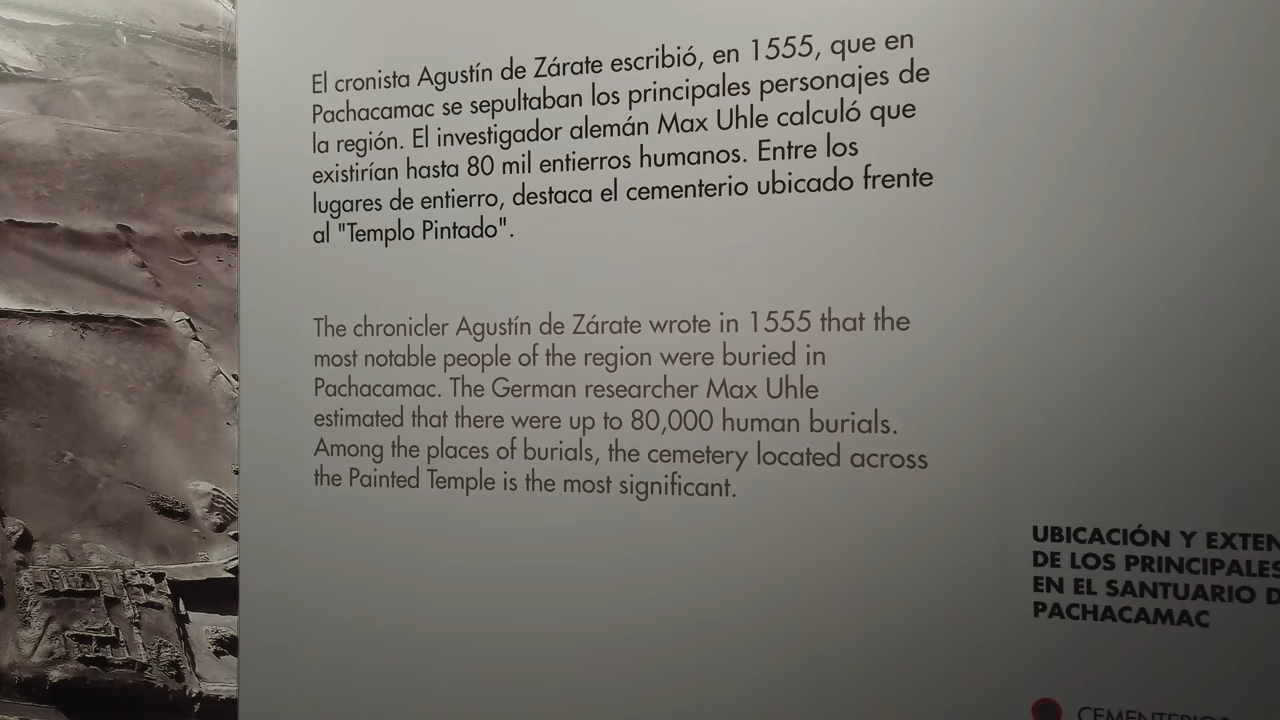 El cronista Agustín de Zárate escribió, en 1555, que en
Pachacamac se sepultaban los principales personajes de
la región. El investigador alemán Max Uhle calculó que
existirían hasta 80 mil entierros humanos. Entre los
lugares de entierro, destaca el cementerio ubicado frente
al "Templo Pintado".
The chronicler Agustín de Zárate wrote in 1555 that the
most notable people of the region were buried in
Pachacamac. The German researcher Max Uhle
estimated that there were up to 80,000 human burials.
Among the places of burials, the cemetery located across
the Painted Temple is the most significant.
UBICACIÓN Y
DE LOS PRINCIPALES
EN EL SANTUARIO
PACHACAMAC